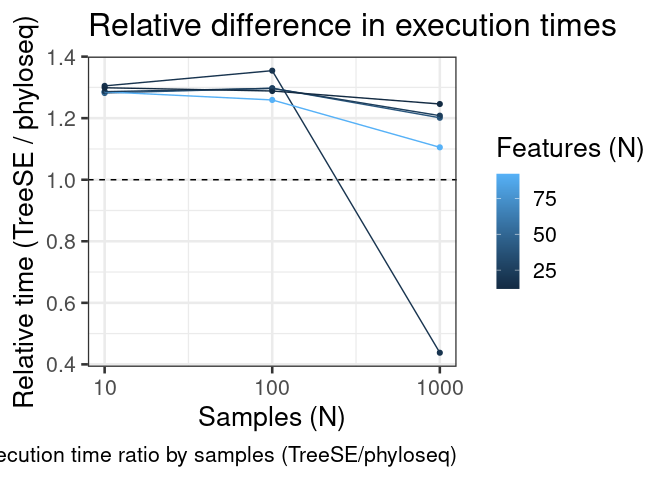 Relative difference in execution times
Relative time (TreeSE / phyloseq)
1.4
1.2
1.0
0.8
0.6
0.4
10
100
1000
Samples (N)
Features (N)
75
50
25
ecution time ratio by samples (TreeSE/phyloseq)